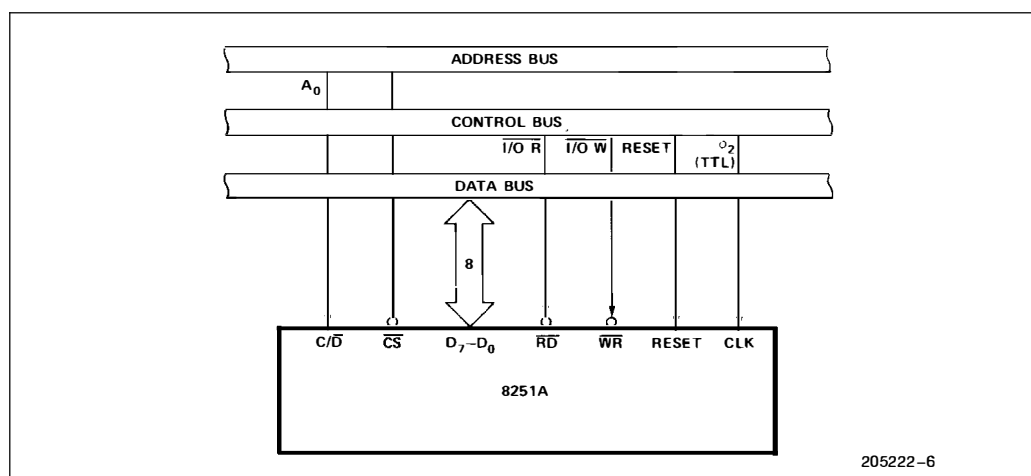 ADDRESS BUS
A₀
CONTROL BUS
I/O R I/O W RESET
2
(TTL)
DATA BUS
8
C/D CS D₇–D₀ RD WR RESET CLK
8251A
205222–6